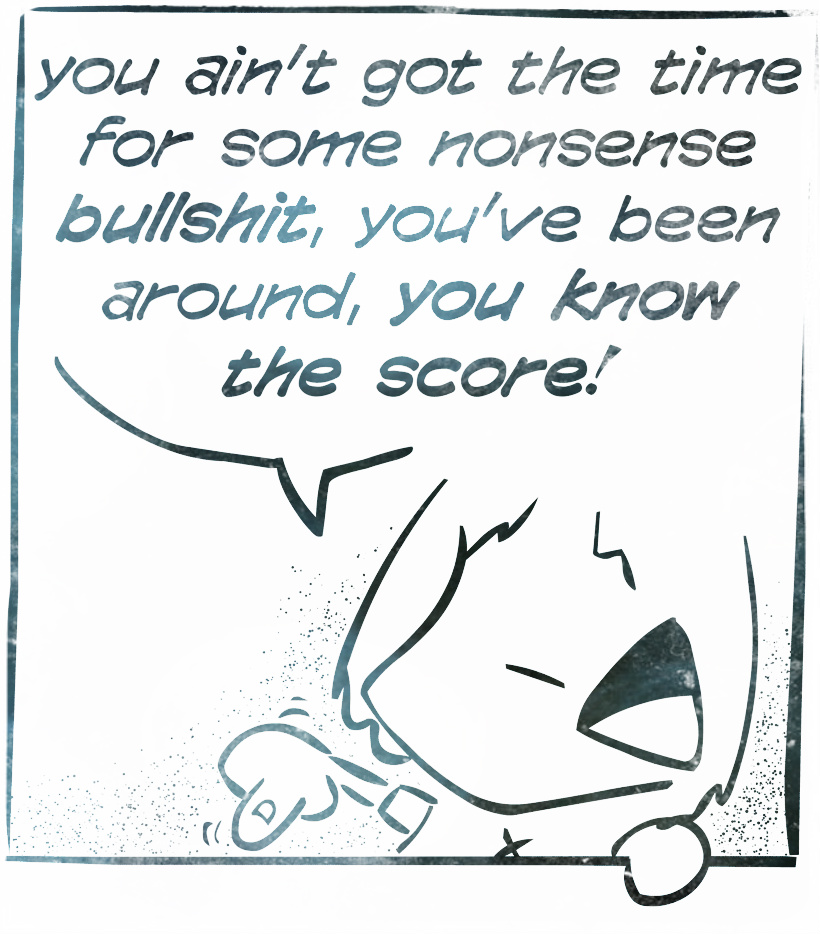 you ain't got the time
for some nonsense
bullshit, you've been
around, you know
the score!